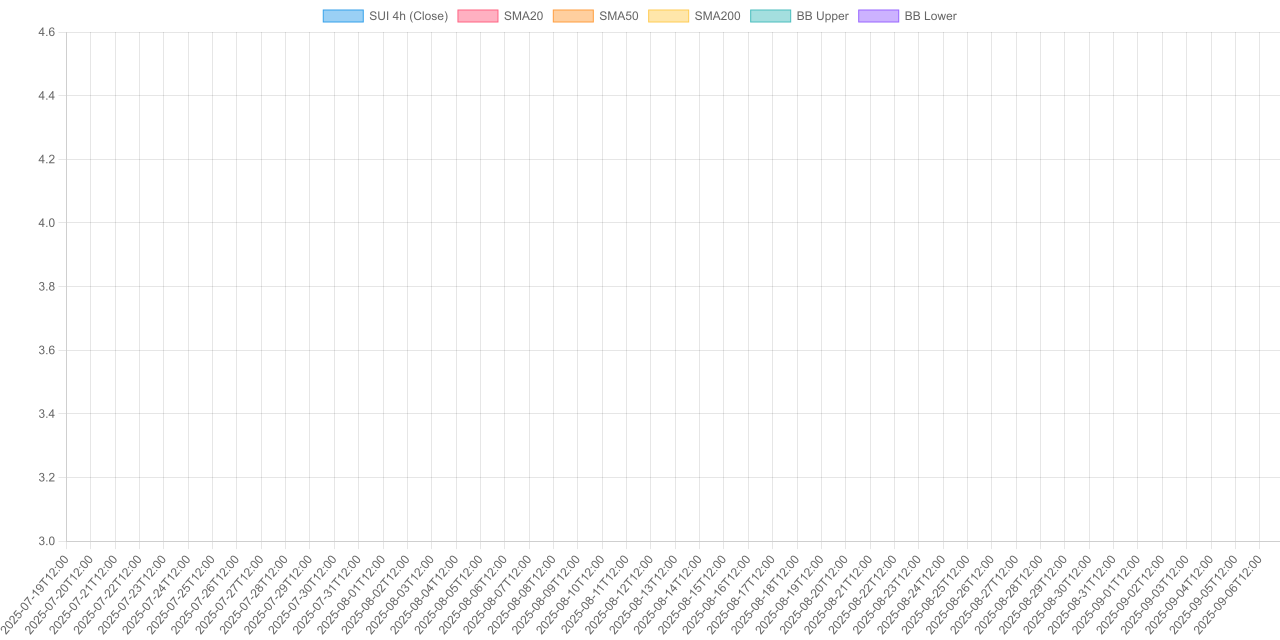 SUI 4h (Close) SMA20 SMA50 SMA200 BB Upper BB Lower
4.6
4.4
4.2
4.0
3.8
3.6
3.4
3.2
3.0
2025-07-19T12:00
2025-07-20T12:00
2025-07-21T12:00
2025-07-22T12:00
2025-07-23T12:00
2025-07-24T12:00
2025-07-25T12:00
2025-07-26T12:00
2025-07-27T12:00
2025-07-28T12:00
2025-07-29T12:00
2025-07-30T12:00
2025-07-31T12:00
2025-08-01T12:00
2025-08-02T12:00
2025-08-03T12:00
2025-08-04T12:00
2025-08-05T12:00
2025-08-06T12:00
2025-08-07T12:00
2025-08-08T12:00
2025-08-09T12:00
2025-08-10T12:00
2025-08-11T12:00
2025-08-12T12:00
2025-08-13T12:00
2025-08-14T12:00
2025-08-15T12:00
2025-08-16T12:00
2025-08-17T12:00
2025-08-18T12:00
2025-08-19T12:00
2025-08-20T12:00
2025-08-21T12:00
2025-08-22T12:00
2025-08-23T12:00
2025-08-24T12:00
2025-08-25T12:00
2025-08-26T12:00
2025-08-27T12:00
2025-08-28T12:00
2025-08-29T12:00
2025-08-30T12:00
2025-08-31T12:00
2025-09-01T12:00
2025-09-02T12:00
2025-09-03T12:00
2025-09-04T12:00
2025-09-05T12:00
2025-09-06T12:00